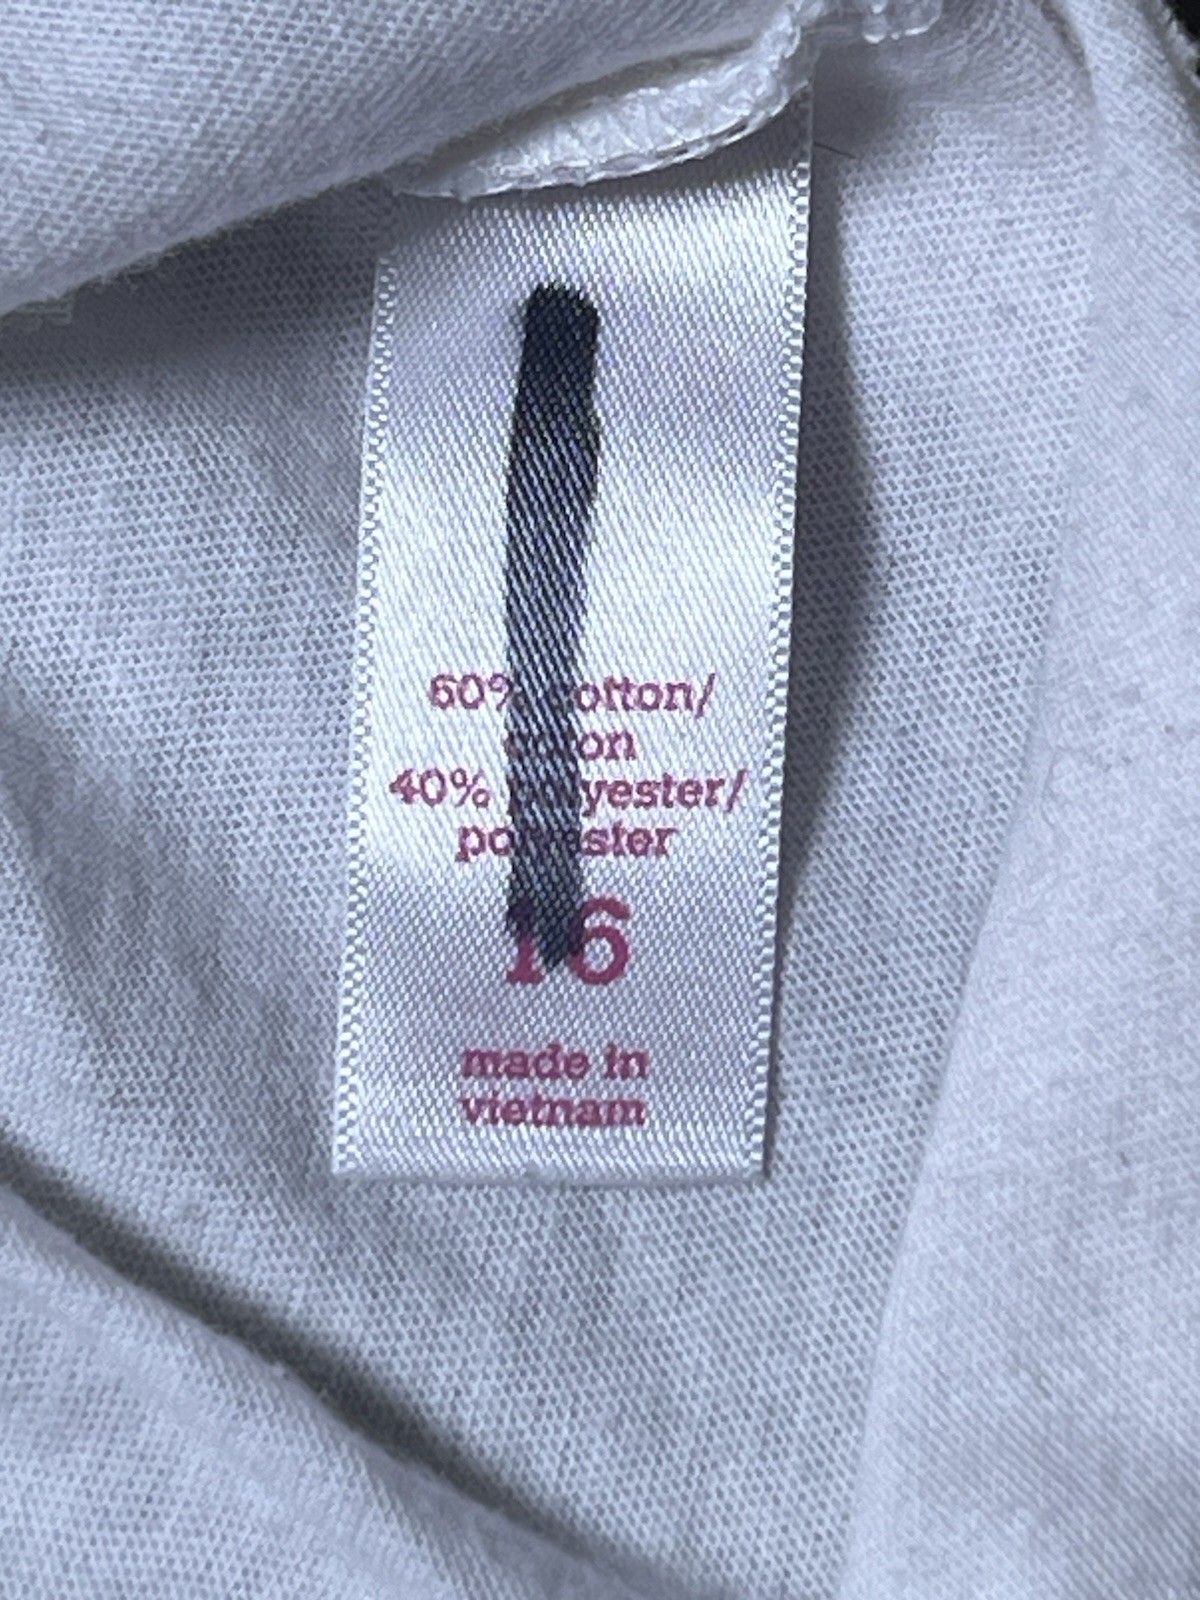 60% cotton/
coton
40% polyester/
polyester
16
made in
vietnam